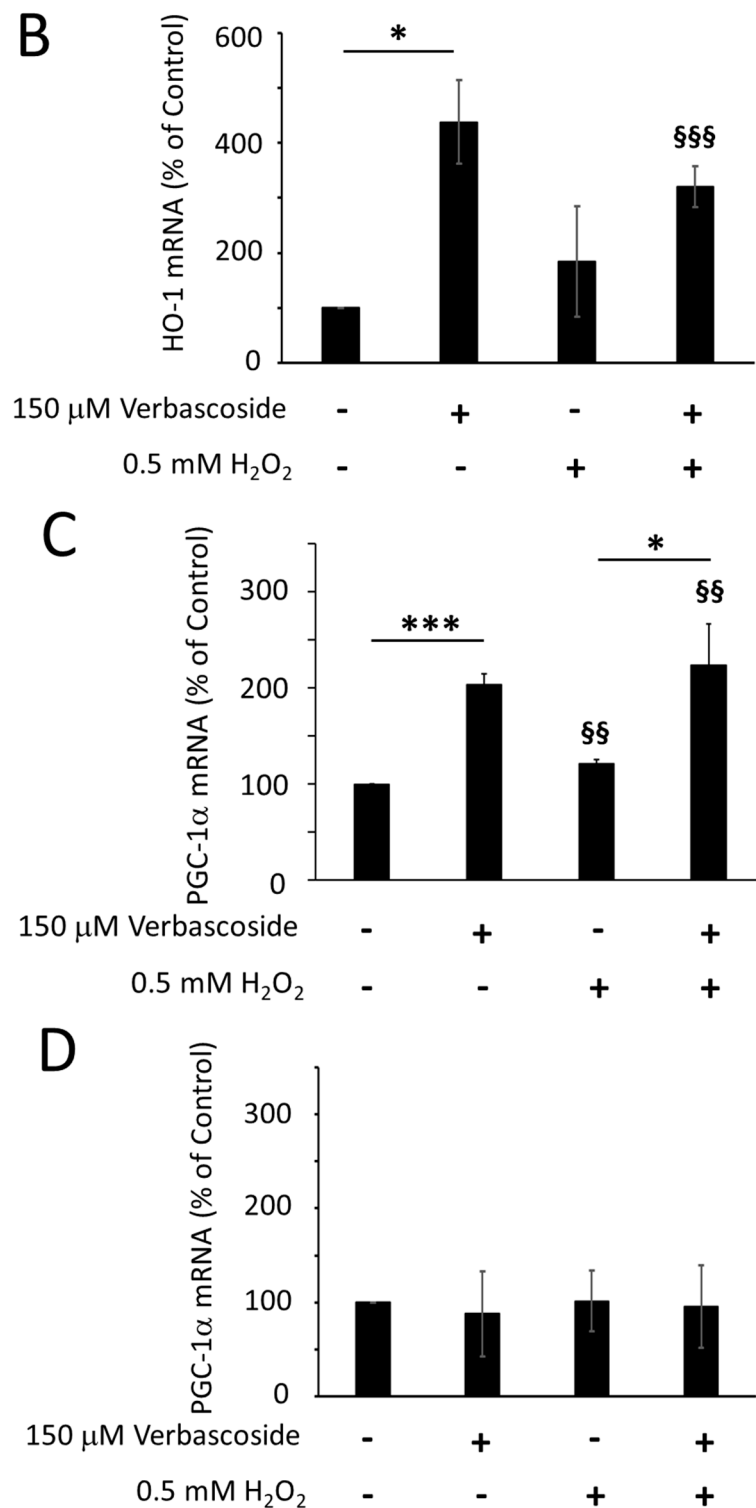 B
HO-1 mRNA (% of Control)
600
400
200
0
*
§§§
150 μM Verbascoside - + - +
0.5 mM H₂O₂ - - + +
C
PGC-1α mRNA (% of Control)
300
200
100
0
***
*
§§
§§
150 μM Verbascoside - + - +
0.5 mM H₂O₂ - - + +
D
PGC-1α mRNA (% of Control)
300
200
100
0
150 μM Verbascoside - + - +
0.5 mM H₂O₂ - - + +